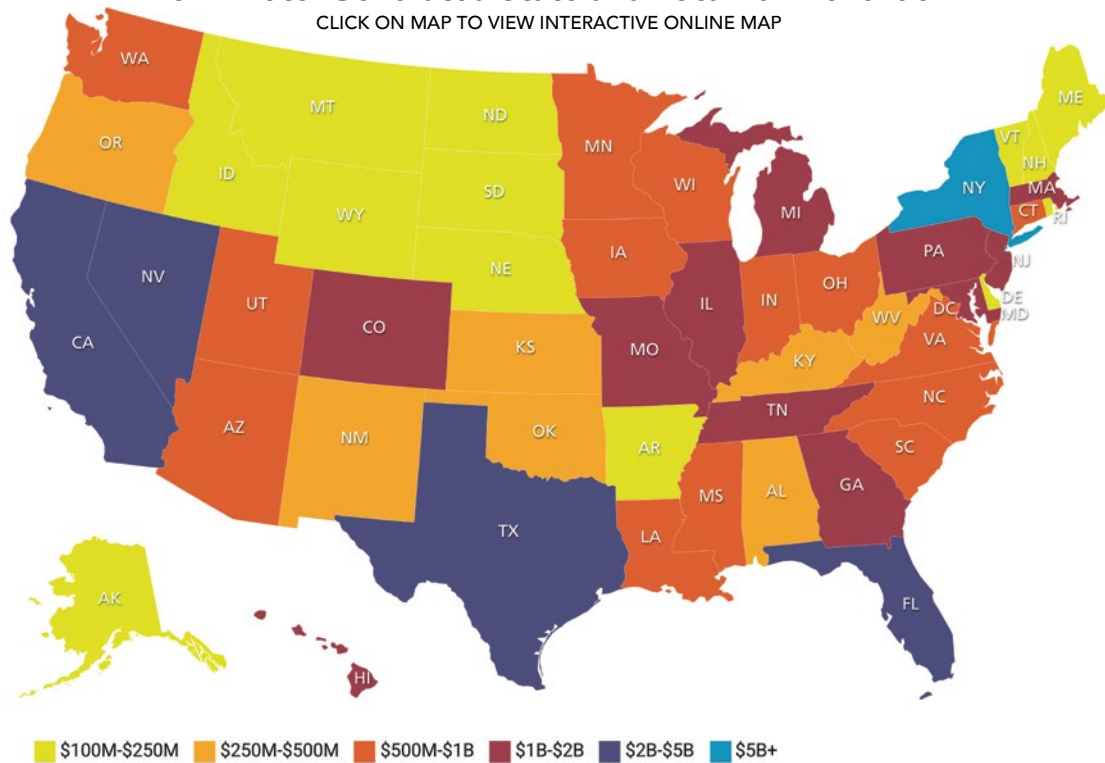 CLICK ON MAP TO VIEW INTERACTIVE ONLINE MAP
WA
MT
ND
MN
ME
OR
ID
WY
SD
WI
MI
VT
NH
NY
MA
CT
RI
NV
UT
CO
NE
IA
IL
IN
OH
PA
NJ
CA
KS
MO
KY
WV
DC
DE
MD
VA
AZ
NM
OK
AR
TN
NC
SC
TX
LA
MS
AL
GA
FL
AK
HI
$100M-$250M $250M-$500M $500M-$1B $1B-$2B $2B-$5B $5B+